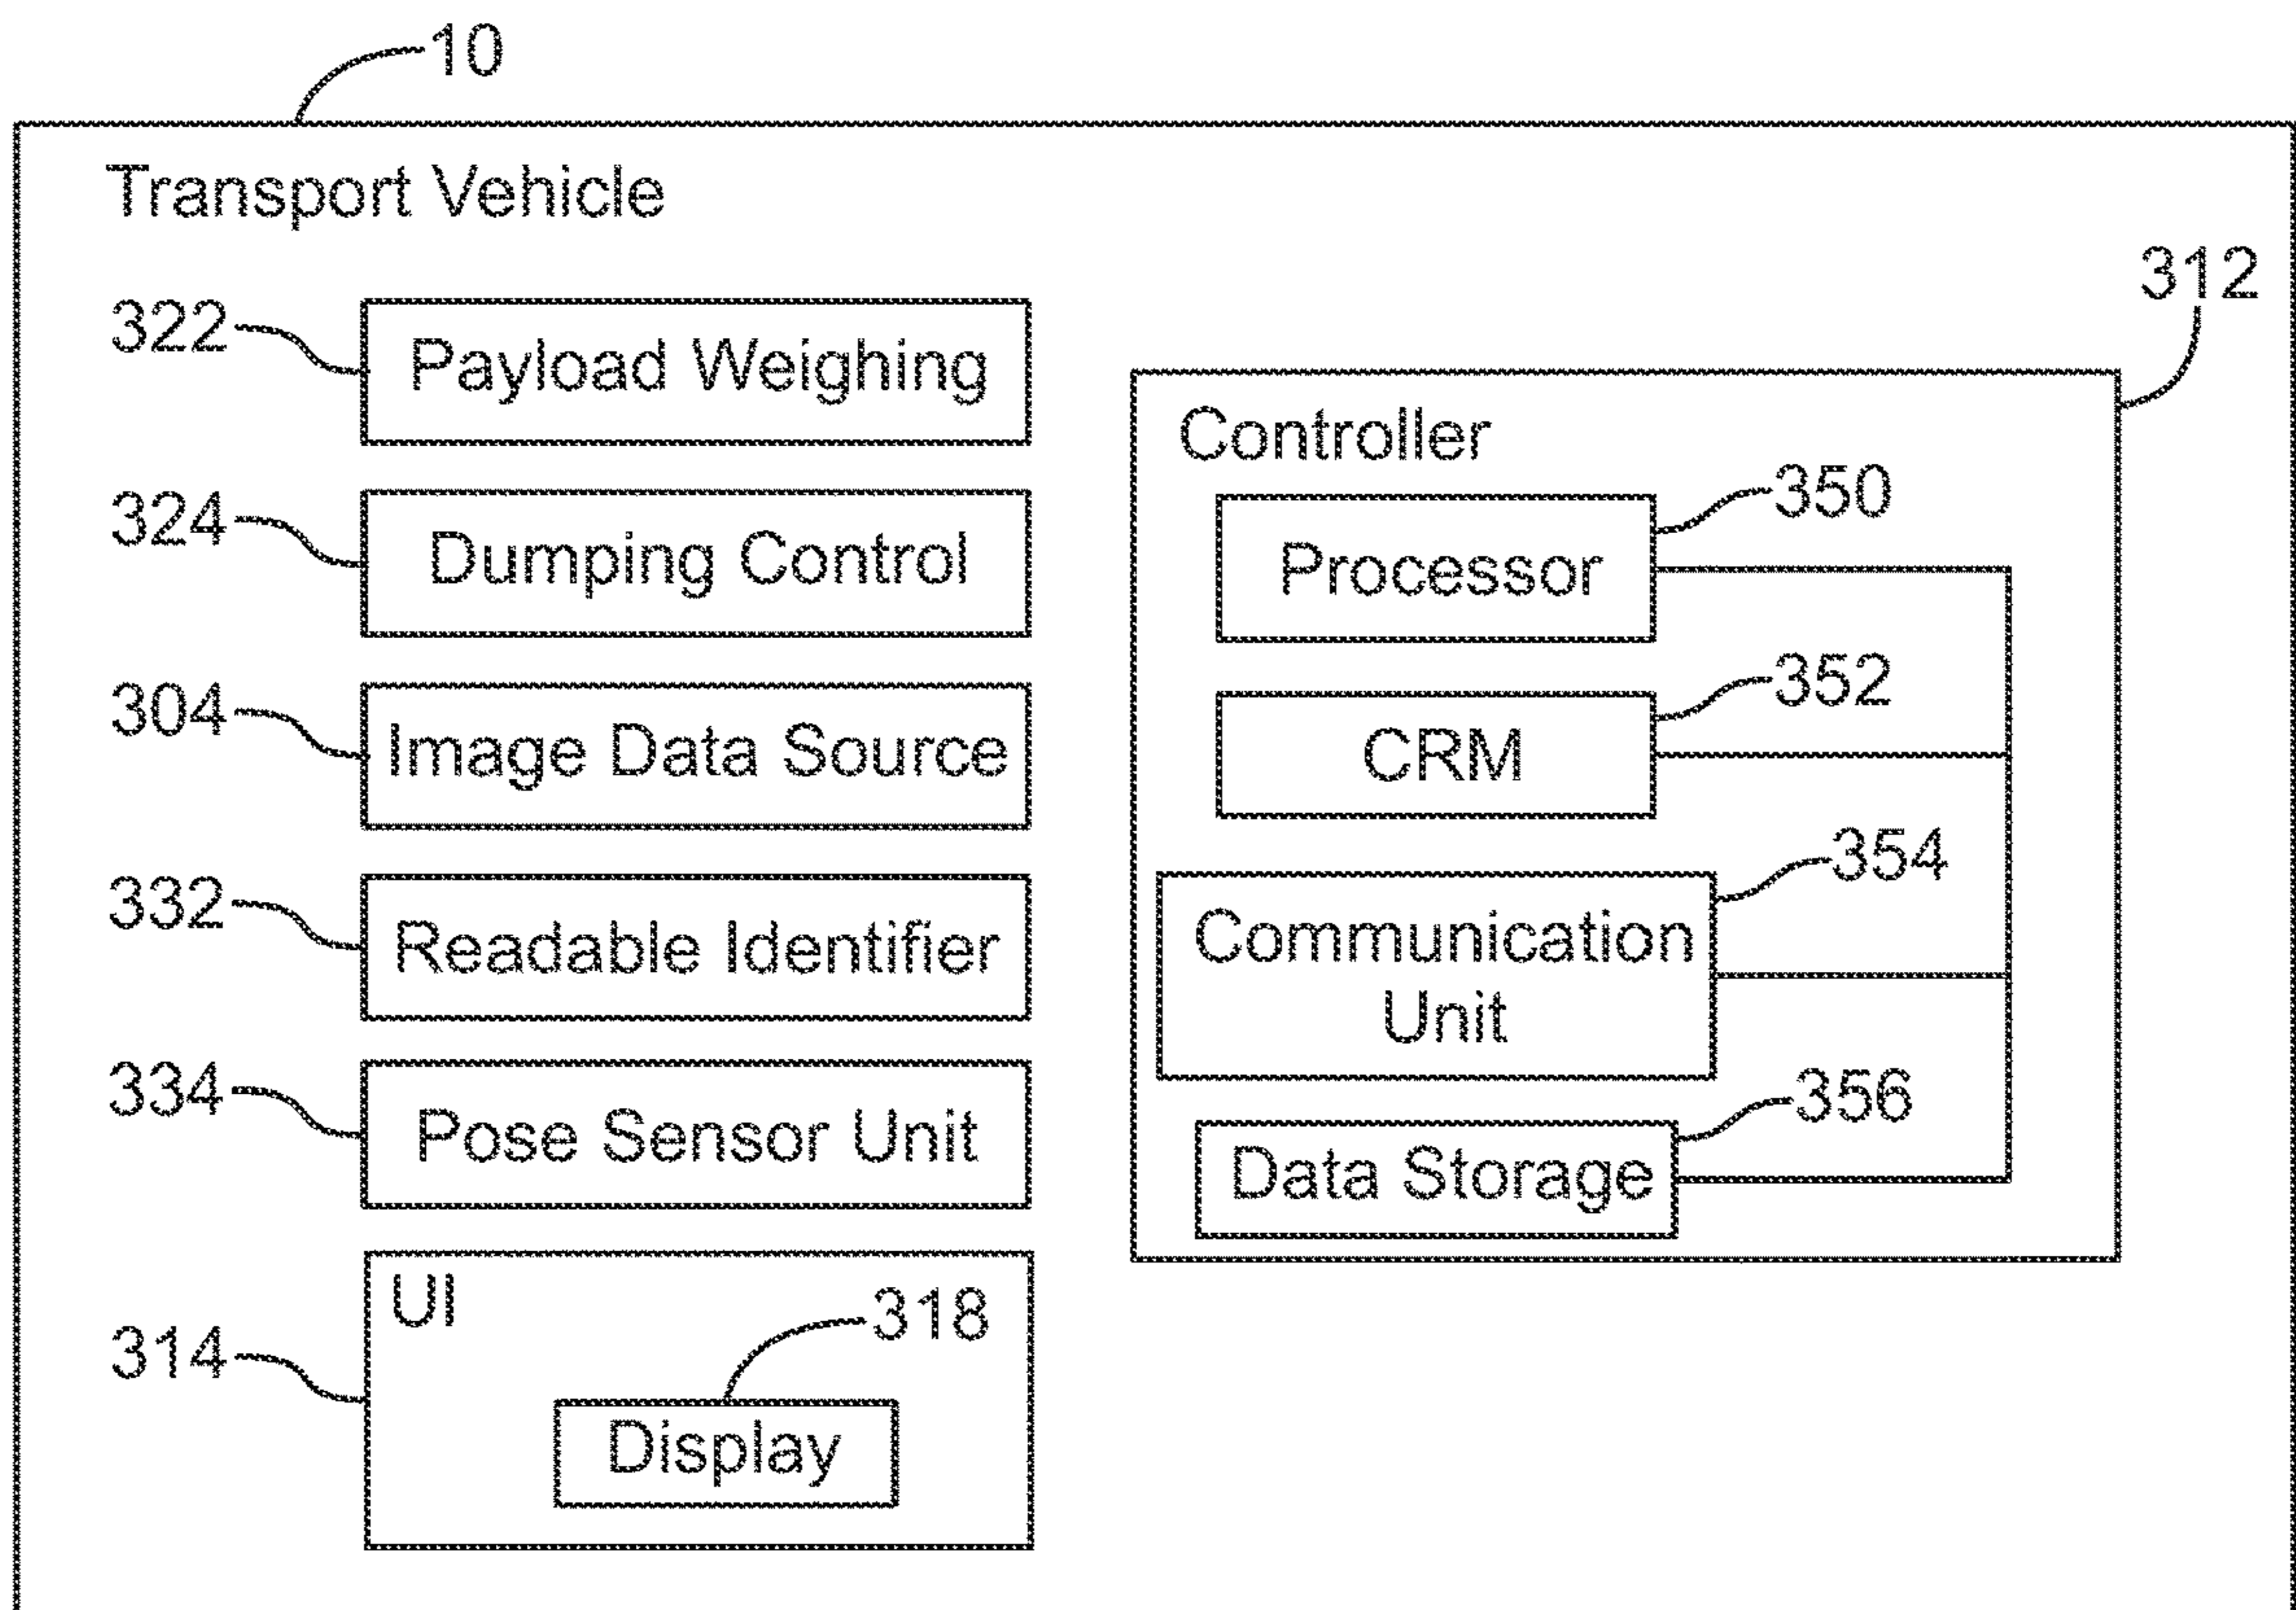 10
Transport Vehicle
312
322
Payload Weighing
Controller
350
324
Dumping Control
Processor
352
304
Image Data Source
CRM
354
332
Readable Identifier
Communication
Unit
334
Pose Sensor Unit
356
Data Storage
UI
318
314
Display